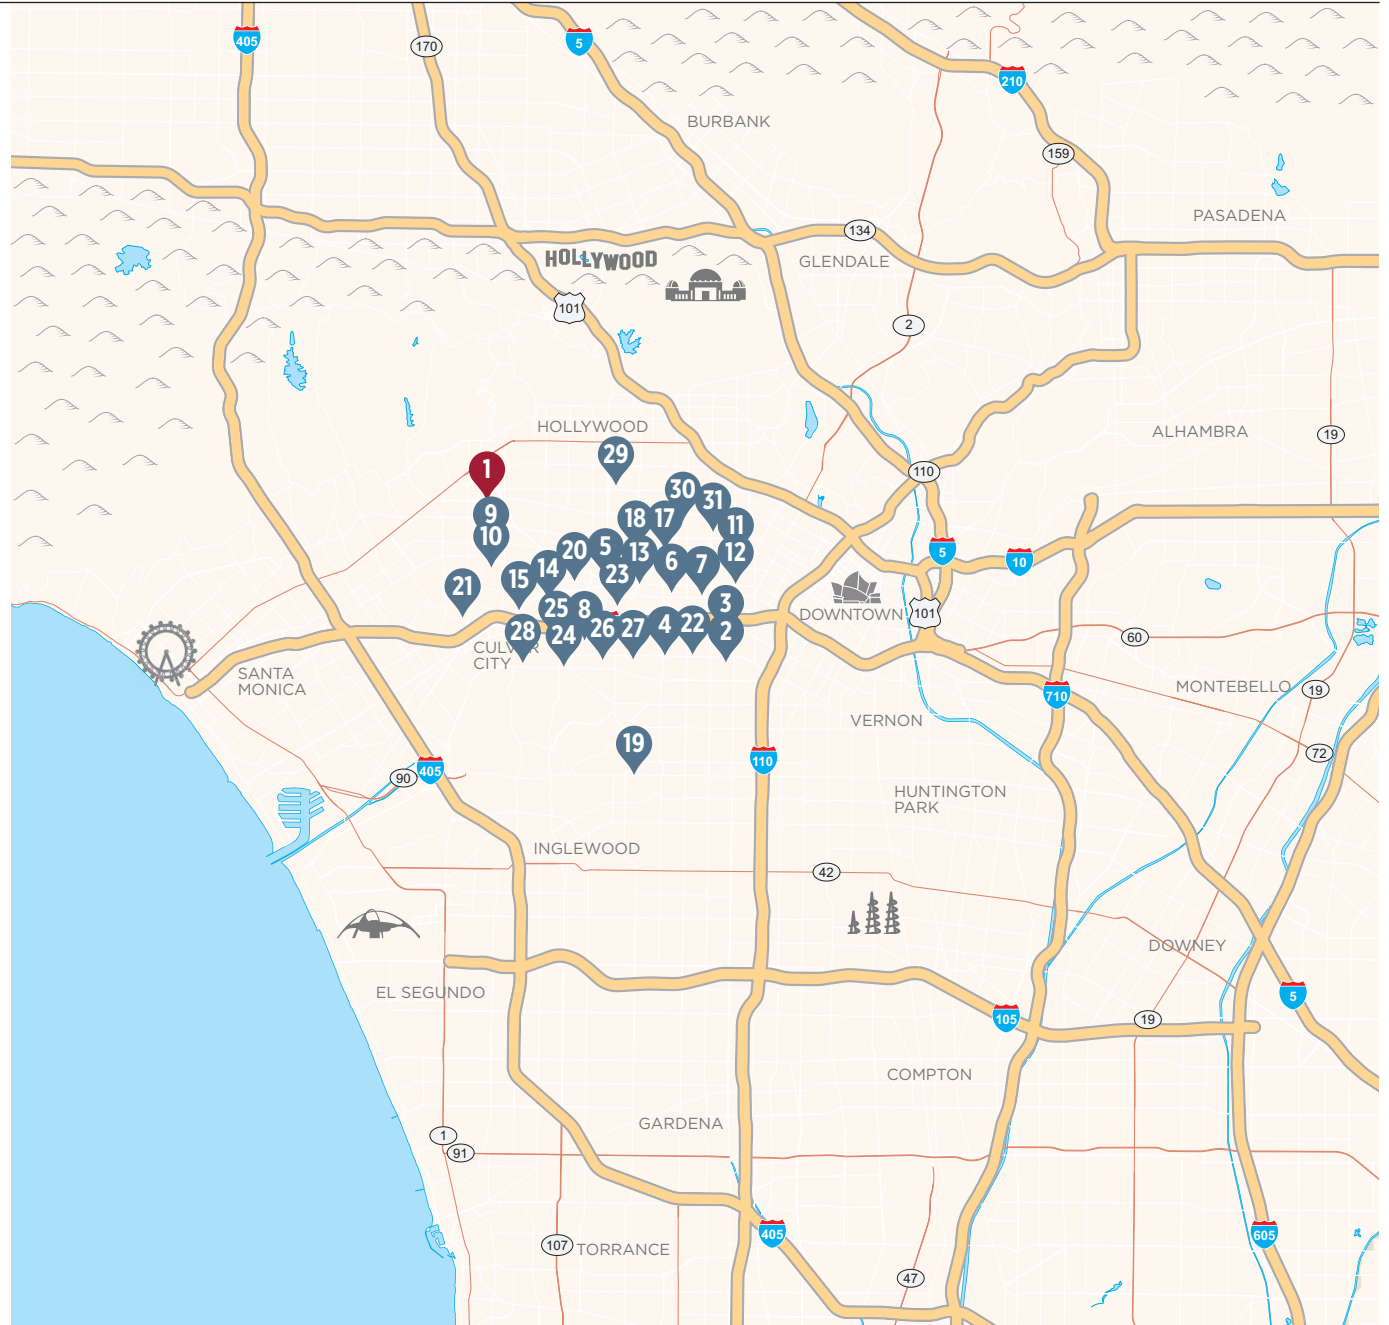 405
170
5
210
BURBANK
159
PASADENA
134
HOLLYWOOD
GLENDALE
101
2
HOLLYWOOD
ALHAMBRA
19
29
1
110
30
31
9
18
17
11
10
20
5
13
12
5
10
14
6
7
23
15
21
DOWNTOWN
101
3
25
8
28
24
26
27
4
22
2
60
CULVER
CITY
SANTA
MONICA
MONTEBELLO
19
710
VERNON
19
72
110
405
90
HUNTINGTON
PARK
INGLEWOOD
42
DOWNEY
EL SEGUNDO
5
105
19
COMPTON
GARDENA
1
91
405
605
107
TORRANCE
47